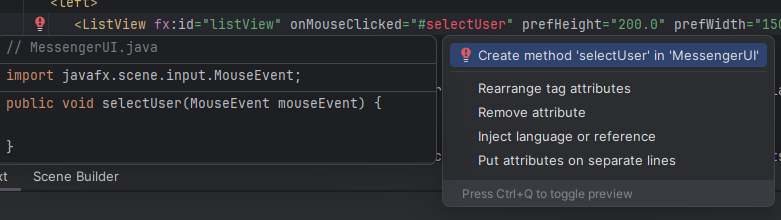 <left>
<ListView fx:id="listView" onMouseClicked="#selectUser" prefHeight="200.0" prefWidth="150
// MessengerUI.java
import javafx.scene.input.MouseEvent;
public void selectUser(MouseEvent mouseEvent) {
}
Create method 'selectUser' in 'MessengerUI'
Rearrange tag attributes
Remove attribute
Inject language or reference
Put attributes on separate lines
Press Ctrl+Q to toggle preview
Scene Builder